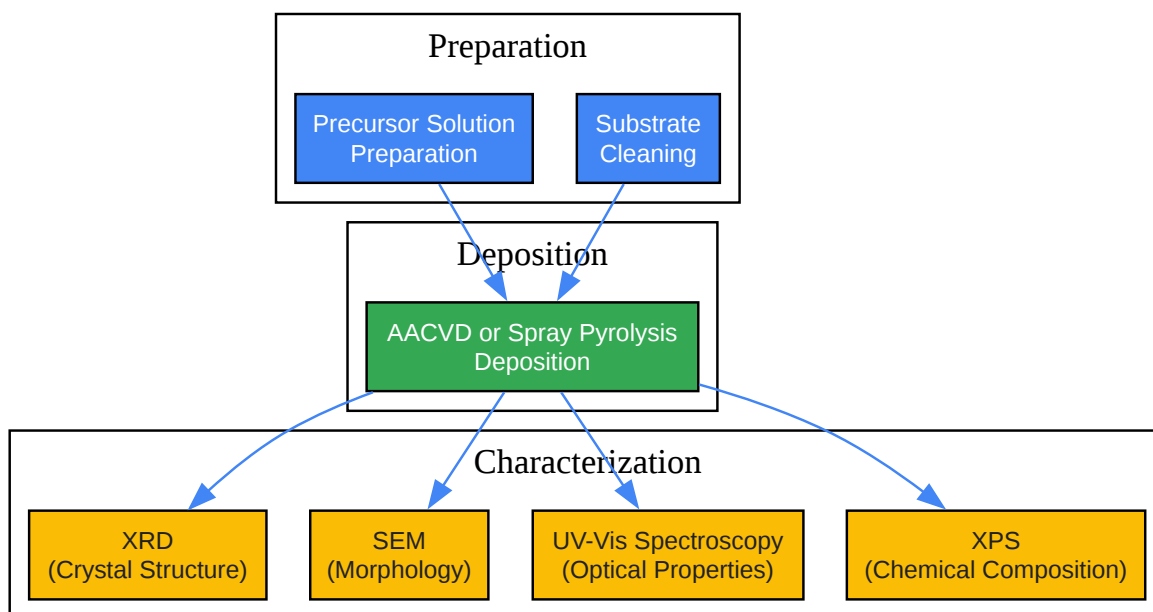 Preparation
Precursor Solution
Preparation
Substrate
Cleaning
Deposition
AACVD or Spray Pyrolysis
Deposition
Characterization
XRD
(Crystal Structure)
SEM
(Morphology)
UV-Vis Spectroscopy
(Optical Properties)
XPS
(Chemical Composition)